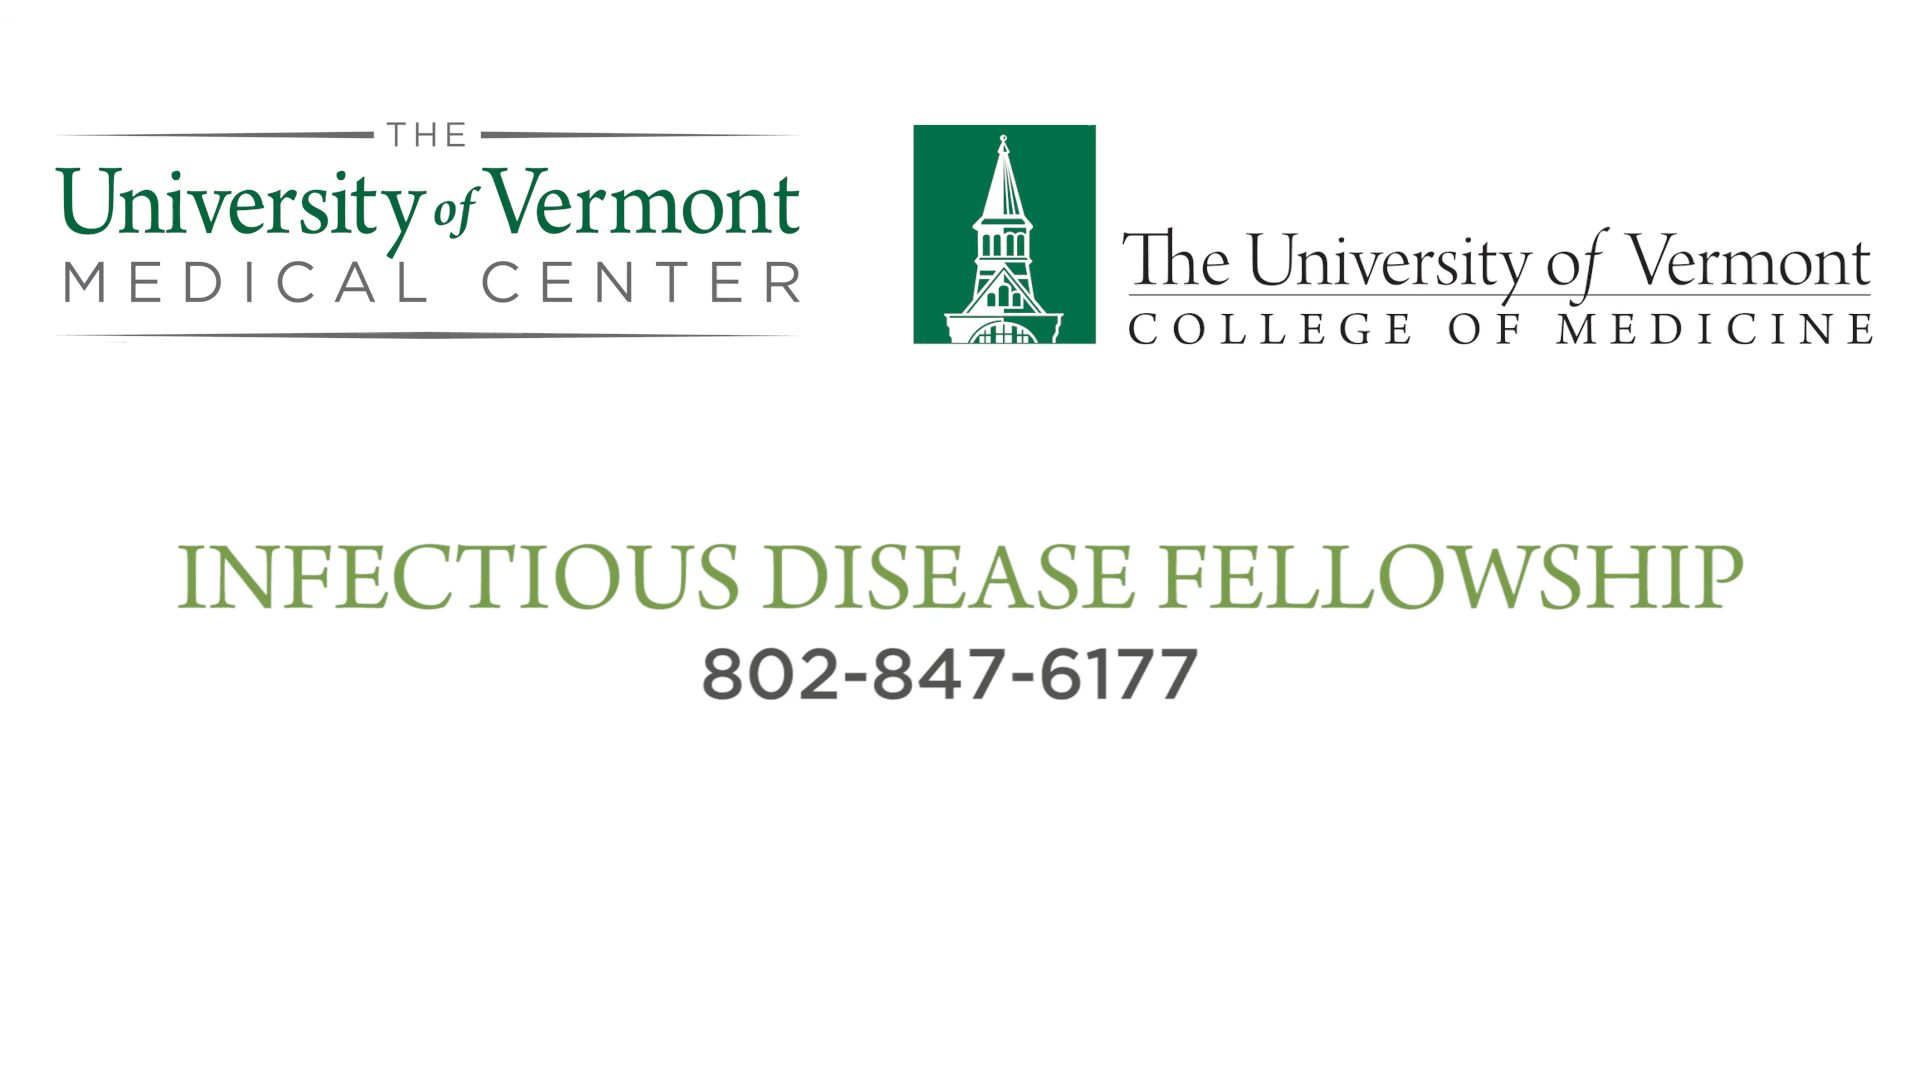 THE
University of Vermont
MEDICAL CENTER
The University of Vermont
COLLEGE OF MEDICINE
INFECTIOUS DISEASE FELLOWSHIP
802-847-6177